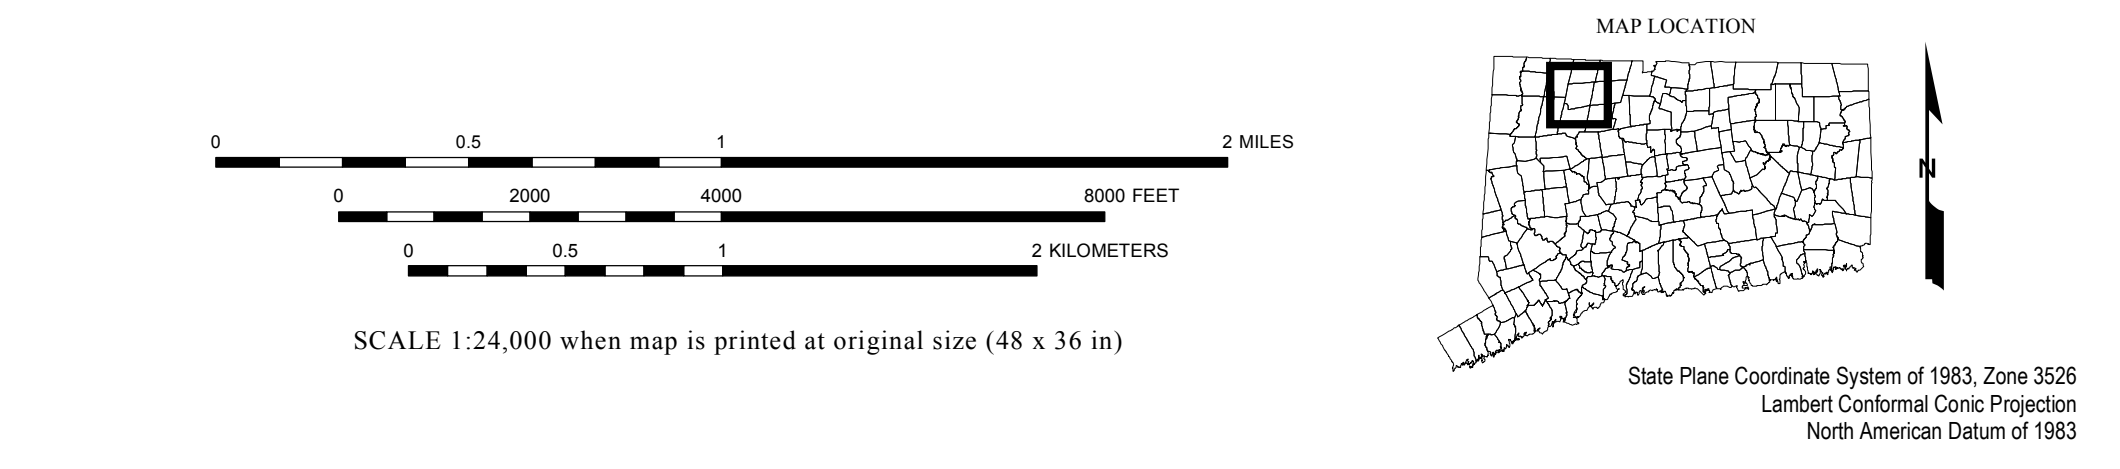 MAP LOCATION
0 0.5 1 2 MILES
0 2000 4000 8000 FEET
0 0.5 1 2 KILOMETERS
SCALE 1:24,000 when map is printed at original size (48 x 36 in)
N
State Plane Coordinate System of 1983, Zone 3526
Lambert Conformal Conic Projection
North American Datum of 1983